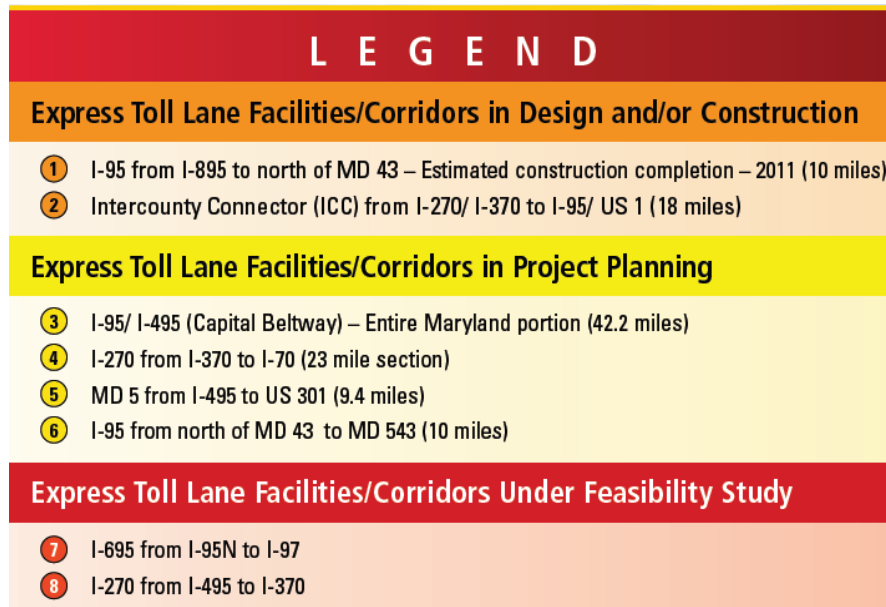 LEGEND
Express Toll Lane Facilities/Corridors in Design and/or Construction
1 I-95 from I-895 to north of MD 43 – Estimated construction completion – 2011 (10 miles)
2 Intercounty Connector (ICC) from I-270/ I-370 to I-95/ US 1 (18 miles)
Express Toll Lane Facilities/Corridors in Project Planning
3 I-95/ I-495 (Capital Beltway) – Entire Maryland portion (42.2 miles)
4 I-270 from I-370 to I-70 (23 mile section)
5 MD 5 from I-495 to US 301 (9.4 miles)
6 I-95 from north of MD 43 to MD 543 (10 miles)
Express Toll Lane Facilities/Corridors Under Feasibility Study
7 I-695 from I-95N to I-97
8 I-270 from I-495 to I-370